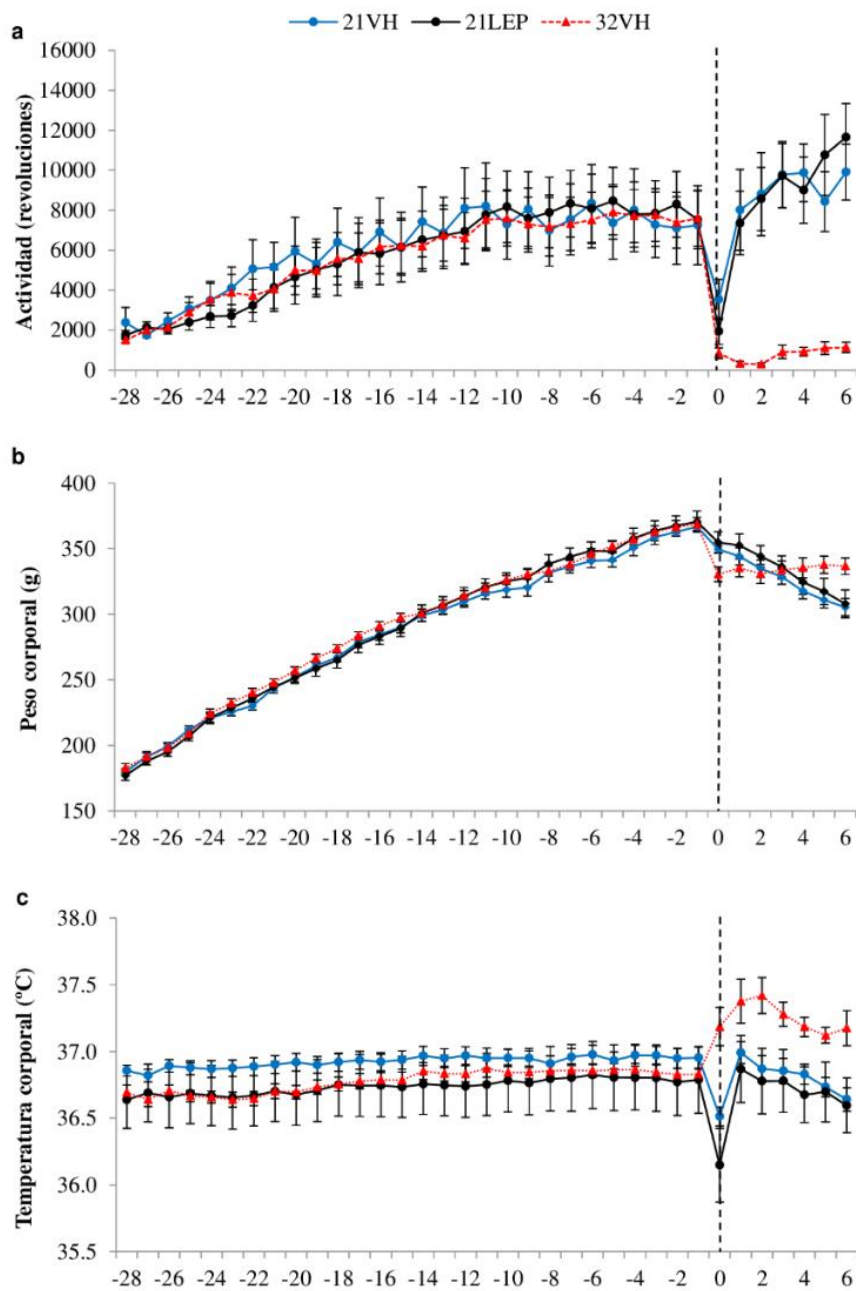 21VH 21LEP 32VH
a
Actividad (revoluciones)
16000
14000
12000
10000
8000
6000
4000
2000
0
-28 -26 -24 -22 -20 -18 -16 -14 -12 -10 -8 -6 -4 -2 0 2 4 6
b
Peso corporal (g)
400
350
300
250
200
150
-28 -26 -24 -22 -20 -18 -16 -14 -12 -10 -8 -6 -4 -2 0 2 4 6
c
Temperatura corporal (ºC)
38.0
37.5
37.0
36.5
36.0
35.5
-28 -26 -24 -22 -20 -18 -16 -14 -12 -10 -8 -6 -4 -2 0 2 4 6